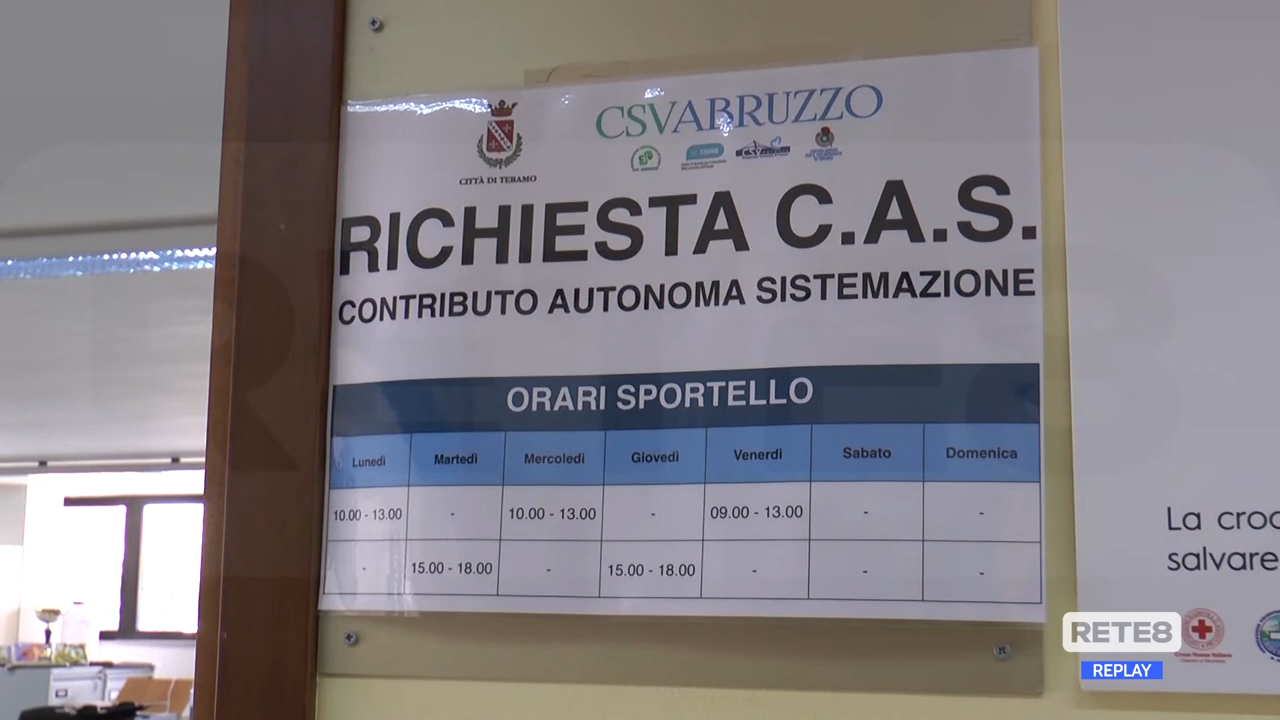 CSVABRUZZO
CITTÀ DI TERAMO
RICHIESTA C.A.S.
CONTRIBUTO AUTONOMA SISTEMAZIONE
ORARI SPORTELLO
Lunedì Martedì Mercoledì Giovedì Venerdì Sabato Domenica
10.00 - 13.00 - 10.00 - 13.00 - 09.00 - 13.00 - -
- 15.00 - 18.00 - 15.00 - 18.00 - - -
La croc
salvare
RETE8
REPLAY